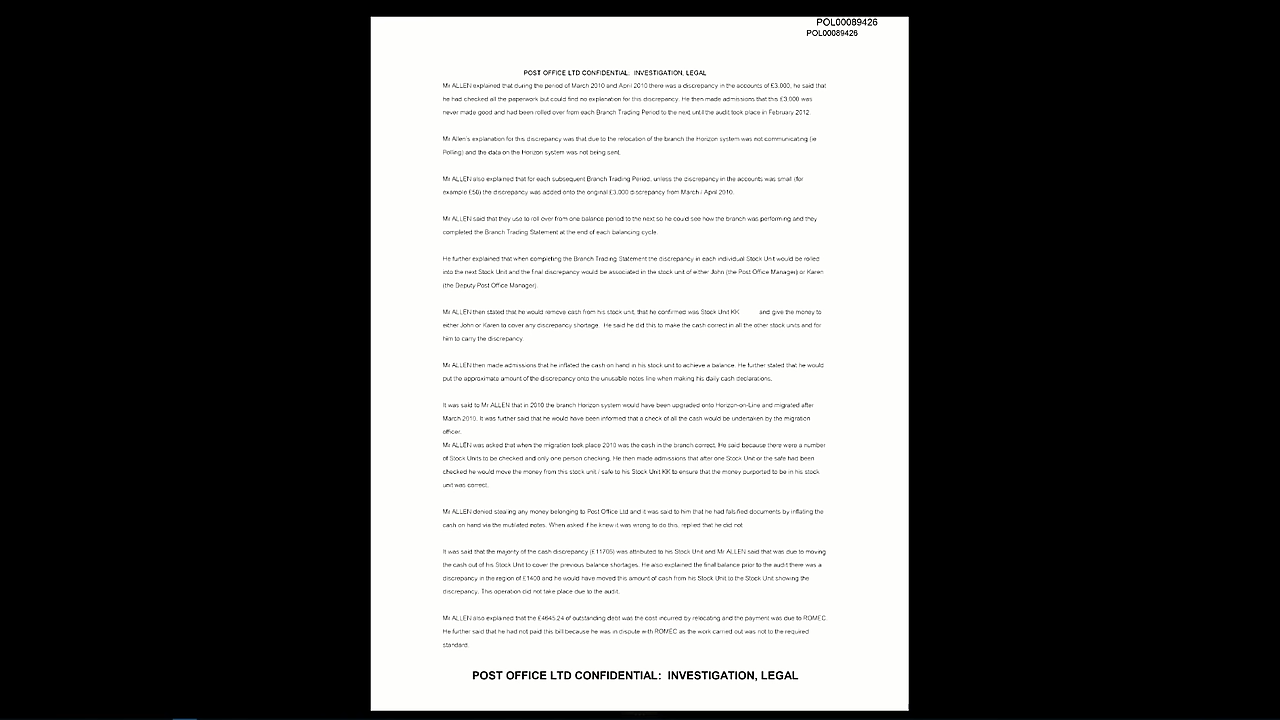 POL00089426
POL00089426
POST OFFICE LTD CONFIDENTIAL: INVESTIGATION, LEGAL
Mr ALLEN explained that during the period of March 2010 and April 2010 there was a discrepancy in the accounts of £3,000, he said that
he had checked all the paperwork but could find no explanation for this discrepancy. He then made admissions that this £3,000 was
never made good and had been rolled over from each Branch Trading Period to the next until the audit took place in February 2012.
Mr Allen's explanation for this discrepancy was that due to the relocation of the branch the Horizon system was not communicating (ie
Polling) and the data on the Horizon system was not being sent.
Mr ALLEN also explained that for each subsequent Branch Trading Period, unless the discrepancy in the accounts was small (for
example £50) the discrepancy was added onto the original £3,000 discrepancy from March / April 2010.
Mr ALLEN said that they use to roll over from one balance period to the next so he could see how the branch was performing and they
completed the Branch Trading Statement at the end of each balancing cycle.
He further explained that when completing the Branch Trading Statement the discrepancy in each individual Stock Unit would be rolled
into the next Stock Unit and the final discrepancy would be associated in the stock unit of either John (the Post Office Manager) or Karen
(the Deputy Post Office Manager).
Mr ALLEN then stated that he would remove cash from his stock unit, that he confirmed was Stock Unit KK and give the money to
either John or Karen to cover any discrepancy shortage. He said he did this to make the cash correct in all the other stock units and for
him to carry the discrepancy.
Mr ALLEN then made admissions that he inflated the cash on hand in his stock unit to achieve a balance. He further stated that he would
put the approximate amount of the discrepancy onto the unusable notes line when making his daily cash declarations.
It was said to Mr ALLEN that in 2010 the branch Horizon system would have been upgraded onto Horizon-on-Line and migrated after
March 2010. It was further said that he would have been informed that a check of all the cash would be undertaken by the migration
officer.
Mr ALLEN was asked that when the migration took place 2010 was the cash in the branch correct. He said because there were a number
of Stock Units to be checked and only one person checking. He then made admissions that after one Stock Unit or the safe had been
checked he would move the money from this stock unit / safe to his Stock Unit KK to ensure that the money purported to be in his stock
unit was correct.
Mr ALLEN denied stealing any money belonging to Post Office Ltd and it was said to him that he had falsified documents by inflating the
cash on hand via the mutilated notes. When asked if he knew it was wrong to do this, replied that he did not
It was said that the majority of the cash discrepancy (£11705) was attributed to his Stock Unit and Mr ALLEN said that was due to moving
the cash out of his Stock Unit to cover the previous balance shortages. He also explained the final balance prior to the audit there was a
discrepancy in the region of £1400 and he would have moved this amount of cash from his Stock Unit to the Stock Unit showing the
discrepancy. This operation did not take place due to the audit.
Mr ALLEN also explained that the £4645.24 of outstanding debt was the cost incurred by relocating and the payment was due to ROMEC.
He further said that he had not paid this bill because he was in dispute with ROMEC as the work carried out was not to the required
standard.
POST OFFICE LTD CONFIDENTIAL: INVESTIGATION, LEGAL